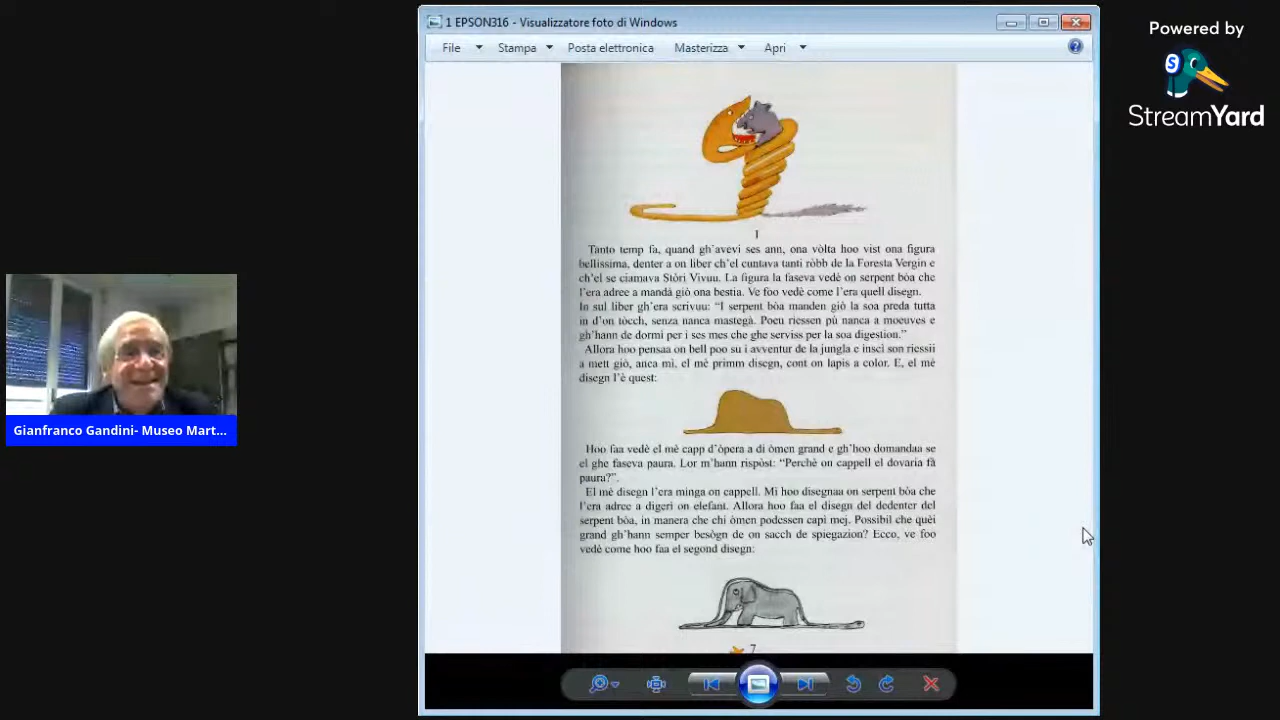 1 EPSON316 - Visualizzatore foto di Windows
File Stampa Posta elettronica Masterizza Apri
Powered by
StreamYard
I
Tanto temp fa, quand gh'avevi ses ann, ona vòlta hoo vist ona figura
bellissima, denter a on liber ch'el cuntava tanti ròbb de la Foresta Vergin e
ch'el se ciamava Stòri Vivuu. La figura la faseva vedè on serpent bòa che
l'era adree a mandà giò ona bestia. Ve foo vedè come l'era quell disegn.
In sul liber gh'era scrivuu: "I serpent bòa manden giò la soa preda tutta
in d'on tòcch, senza nanca mastegà. Poeu riessen pù nanca a moeuves e
gh'hann de dormì per i ses mes che ghe serviss per la soa digestion."
Allora hoo pensaa on bell poo su i avventur de la jungla e inscì son riessii
a mett giò, anca mì, el mè primm disegn, cont on lapis a color. E, el mè
disegn l'è quest:
Hoo faa vedè el mè capp d'òpera a di òmen grand e gh'hoo domandaa se
el ghe faseva paura. Lor m'hann rispòst: "Perchè on cappell el dovaria fà
paura?".
El mè disegn l'era minga on cappell. Mì hoo disegnaa on serpent bòa che
l'era adree a digerì on elefant. Allora hoo faa el disegn del dedenter del
serpent bòa, in manera che chi òmen podessen capì mej. Possibil che quèi
grand gh'hann semper besògn de on sacch de spiegazion? Ecco, ve foo
vedè come hoo faa el segond disegn:
7
Gianfranco Gandini- Museo Mart...